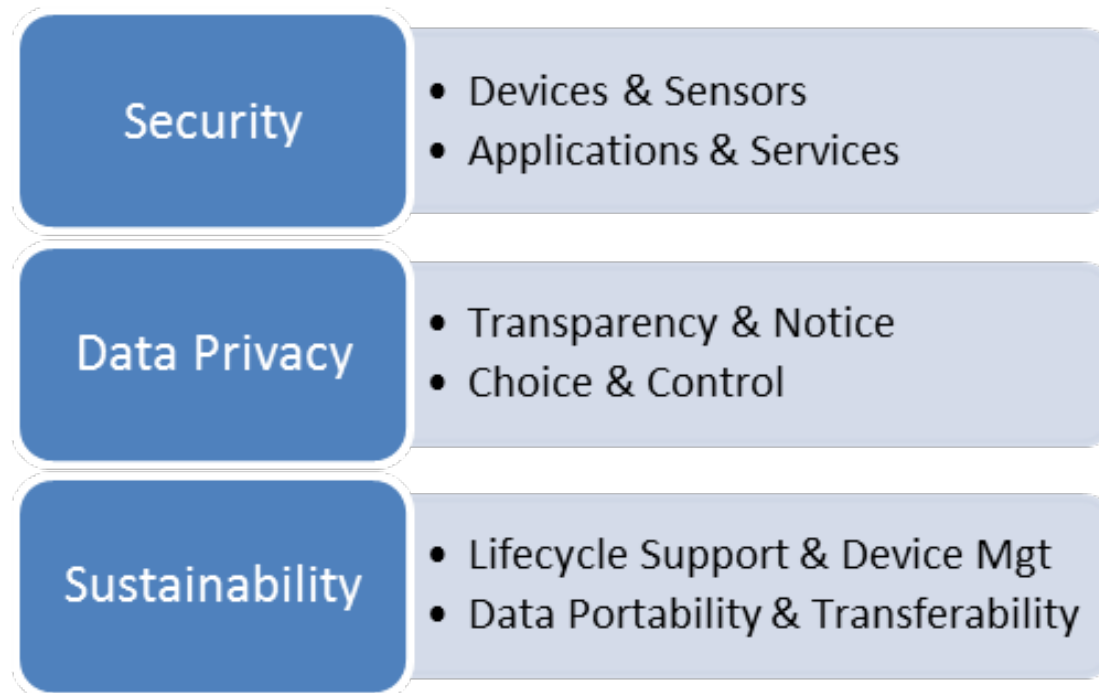 Security
• Devices & Sensors
• Applications & Services
Data Privacy
• Transparency & Notice
• Choice & Control
Sustainability
• Lifecycle Support & Device Mgt
• Data Portability & Transferability